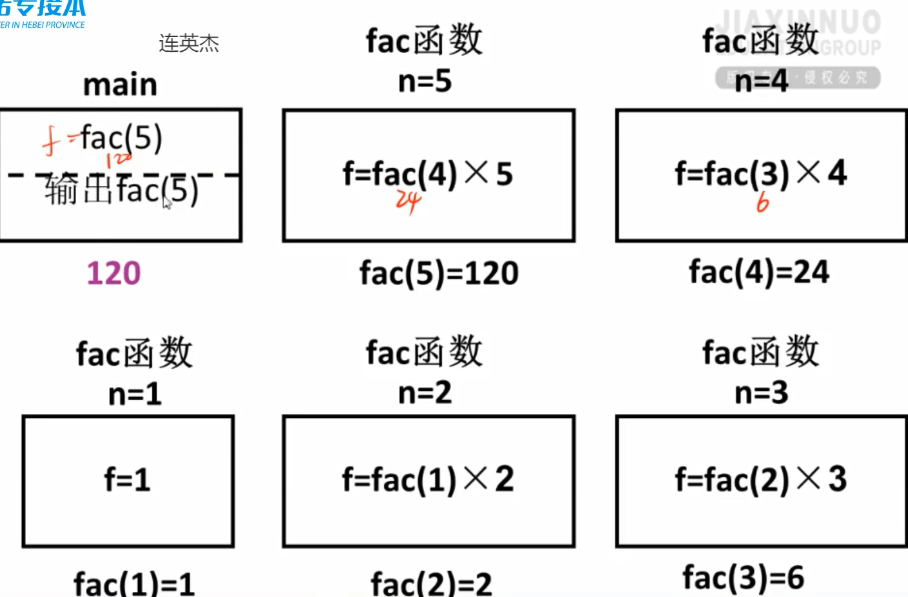 专接本
ER IN HEBEI PROVINCE
连英杰
JIAXINNUO
GROUP
侵权必究
main
f=fac(5)
120
输出fac(5)
120
fac函数
n=5
f=fac(4)×5
24
fac(5)=120
fac函数
n=4
f=fac(3)×4
6
fac(4)=24
fac函数
n=1
f=1
fac(1)=1
fac函数
n=2
f=fac(1)×2
fac(2)=2
fac函数
n=3
f=fac(2)×3
fac(3)=6